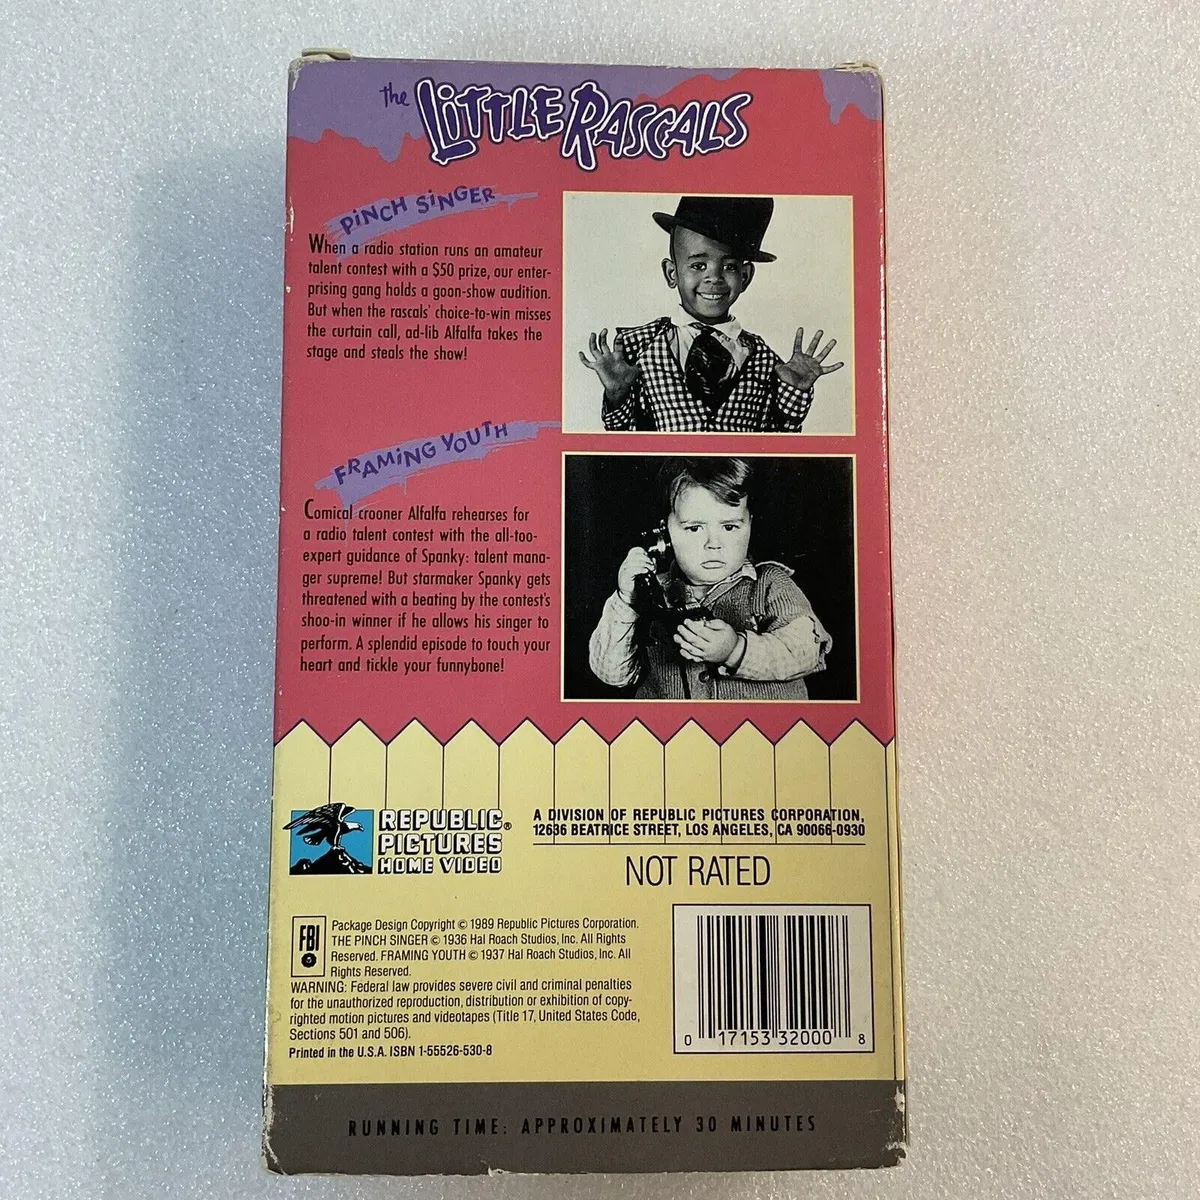 the LITTLE RASCALS
PINCH SINGER
When a radio station runs an amateur
talent contest with a $50 prize, our enter-
prising gang holds a goon-show audition.
But when the rascals' choice-to-win misses
the curtain call, ad-lib Alfalfa takes the
stage and steals the show!
FRAMING YOUTH
Comical crooner Alfalfa rehearses for
a radio talent contest with the all-too-
expert guidance of Spanky: talent mana-
ger supreme! But starmaker Spanky gets
threatened with a beating by the contest's
shoo-in winner if he allows his singer to
perform. A splendid episode to touch your
heart and tickle your funnybone!
REPUBLIC®
PICTURES
HOME VIDEO
A DIVISION OF REPUBLIC PICTURES CORPORATION,
12636 BEATRICE STREET, LOS ANGELES, CA 90066-0930
NOT RATED
FBI
Package Design Copyright © 1989 Republic Pictures Corporation.
THE PINCH SINGER © 1936 Hal Roach Studios, Inc. All Rights
Reserved. FRAMING YOUTH © 1937 Hal Roach Studios, Inc. All
Rights Reserved.
WARNING: Federal law provides severe civil and criminal penalties
for the unauthorized reproduction, distribution or exhibition of copy-
righted motion pictures and videotapes (Title 17, United States Code,
Sections 501 and 506).
Printed in the U.S.A. ISBN 1-55526-530-8
0 17153 32000 8
RUNNING TIME: APPROXIMATELY 30 MINUTES